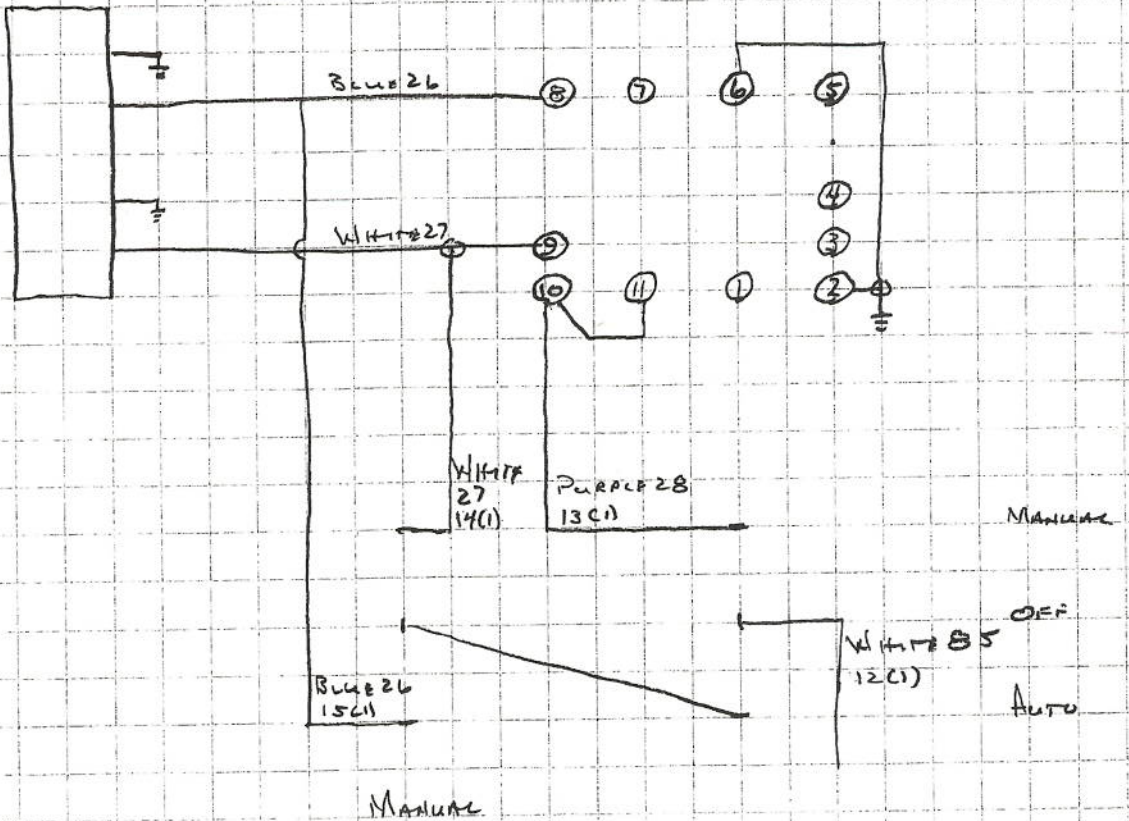 BLUE 26
8 7 6 5
4
WHITE 27
9
3
10 11 1 2
WHITE
27
14(1)
PURPLE 28
13(1)
MANUAL
OFF
WHITE 85
12(1)
BLUE 26
15(1)
AUTO
MANUAL